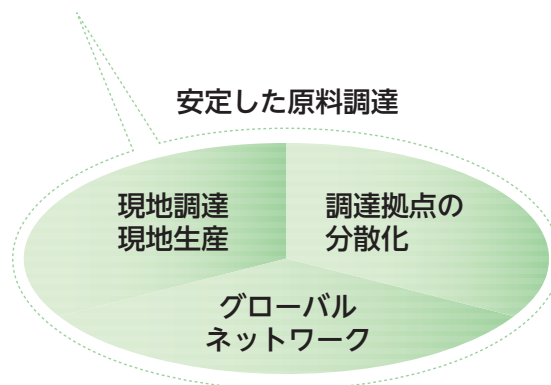 安定した原料調達
現地調達
現地生産
調達拠点の
分散化
グローバル
ネットワーク